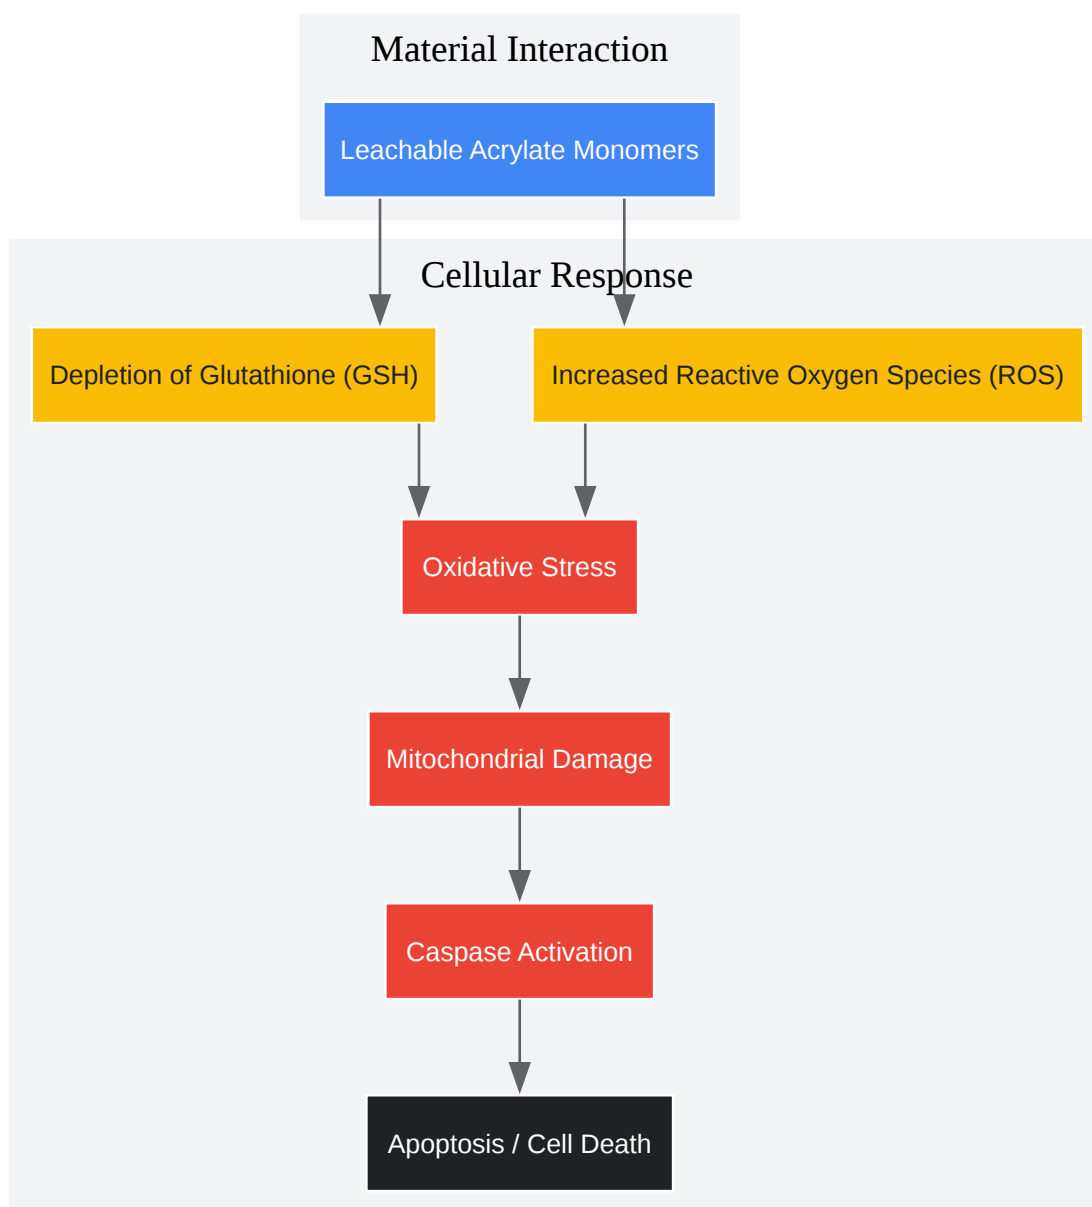 Material Interaction
Leachable Acrylate Monomers
Cellular Response
Depletion of Glutathione (GSH)
Increased Reactive Oxygen Species (ROS)
Oxidative Stress
Mitochondrial Damage
Caspase Activation
Apoptosis / Cell Death